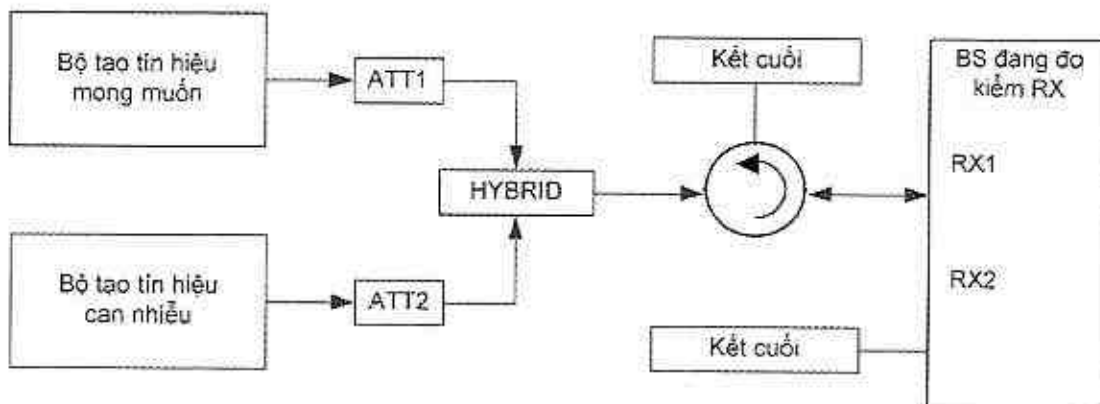 Bộ tạo tín hiệu
mong muốn
ATT1
Kết cuối
BS đang đo
kiểm RX
RX1
HYBRID
Bộ tạo tín hiệu
can nhiễu
ATT2
RX2
Kết cuối